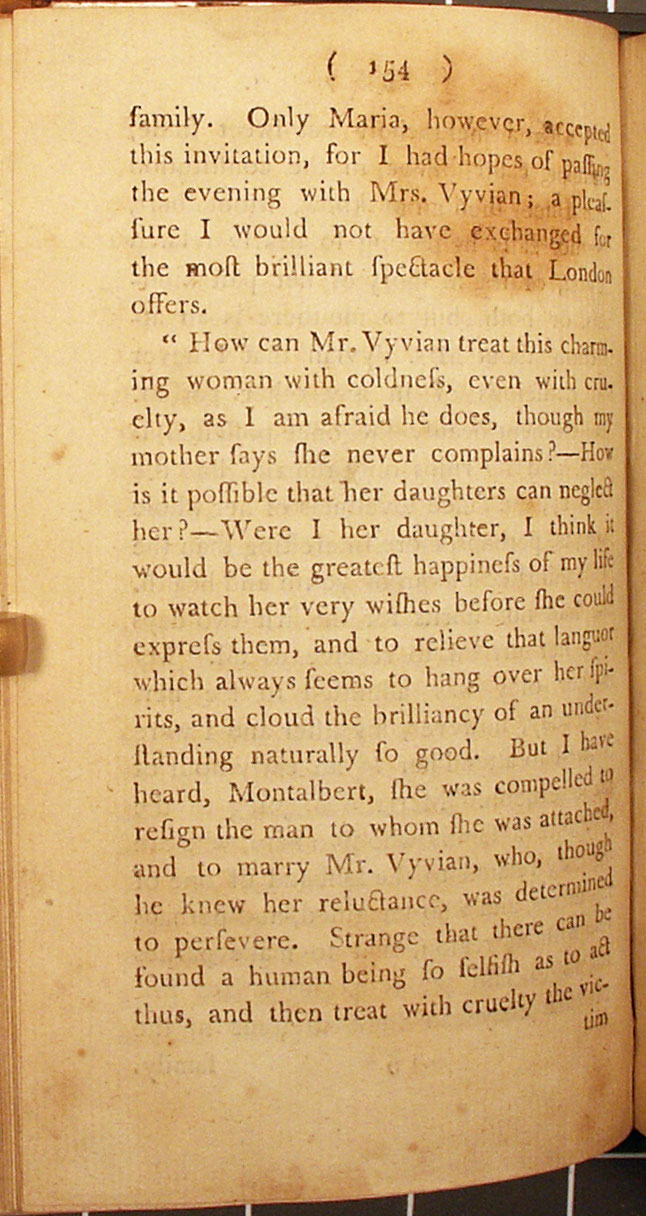 ( 154 )
family. Only Maria, however, accepted
this invitation, for I had hopes of paſſing
the evening with Mrs. Vyvian; a pleaſ-
ſure I would not have exchanged for
the moſt brilliant ſpectacle that London
offers.
“ How can Mr. Vyvian treat this charm-
ing woman with coldneſs, even with cru-
elty, as I am afraid he does, though my
mother ſays ſhe never complains?—How
is it poſſible that her daughters can neglect
her?—Were I her daughter, I think it
would be the greateſt happineſs of my life
to watch her very wiſhes before ſhe could
expreſs them, and to relieve that languor
which always ſeems to hang over her ſpi-
rits, and cloud the brilliancy of an under-
ſtanding naturally ſo good. But I have
heard, Montalbert, ſhe was compelled to
reſign the man to whom ſhe was attached,
and to marry Mr. Vyvian, who, though
he knew her reluctance, was determined
to perſevere. Strange that there can be
found a human being ſo ſelfiſh as to act
thus, and then treat with cruelty the vic-
tim